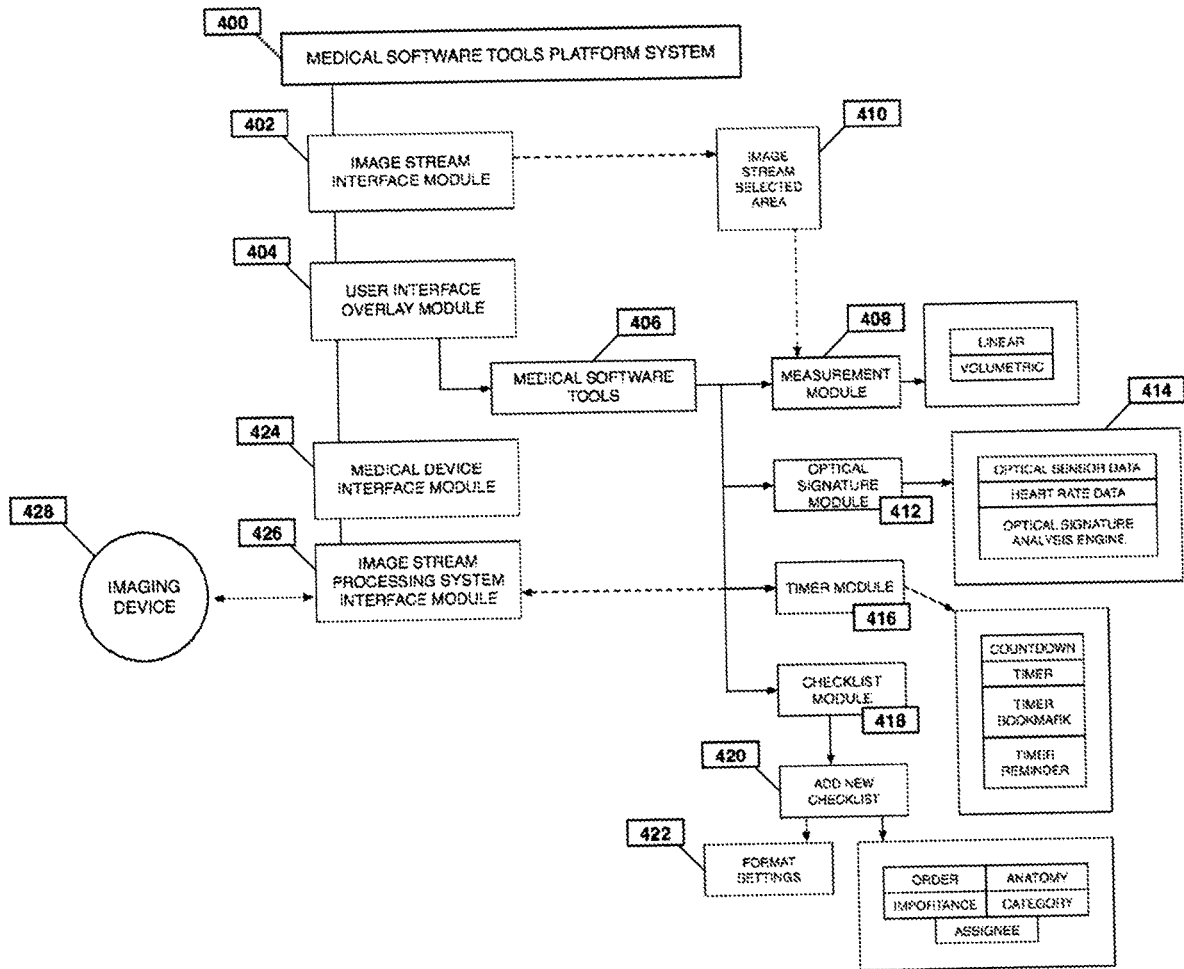 400
MEDICAL SOFTWARE TOOLS PLATFORM SYSTEM
402
IMAGE STREAM
INTERFACE MODULE
410
IMAGE
STREAM
SELECTED
AREA
404
USER INTERFACE
OVERLAY MODULE
406
MEDICAL SOFTWARE
TOOLS
408
MEASUREMENT
MODULE
LINEAR
VOLUMETRIC
414
424
MEDICAL DEVICE
INTERFACE MODULE
OPTICAL
SIGNATURE
MODULE
412
OPTICAL SENSOR DATA
HEART RATE DATA
OPTICAL SIGNATURE
ANALYSIS ENGINE
428
IMAGING
DEVICE
426
IMAGE STREAM
PROCESSING SYSTEM
INTERFACE MODULE
TIMER MODULE
416
COUNTDOWN
TIMER
TIMER
BOOKMARK
TIMER
REMINDER
CHECKLIST
MODULE
418
420
ADD NEW
CHECKLIST
422
FORMAT
SETTINGS
ORDER
ANATOMY
IMPORTANCE
CATEGORY
ASSIGNEE